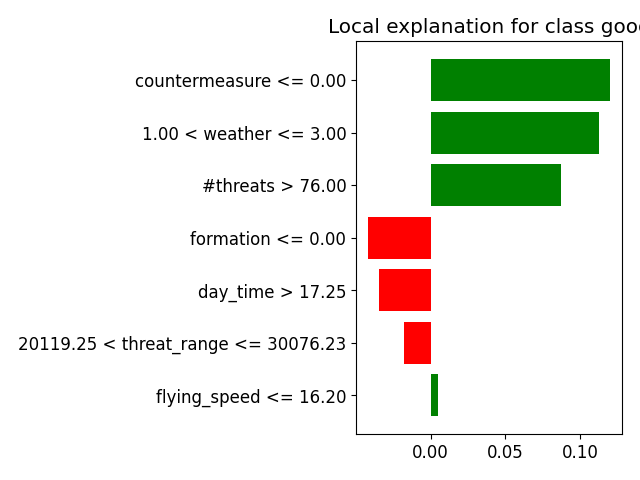 Local explanation for class good
countermeasure <= 0.00
1.00 < weather <= 3.00
#threats > 76.00
formation <= 0.00
day_time > 17.25
20119.25 < threat_range <= 30076.23
flying_speed <= 16.20
0.00 0.05 0.10